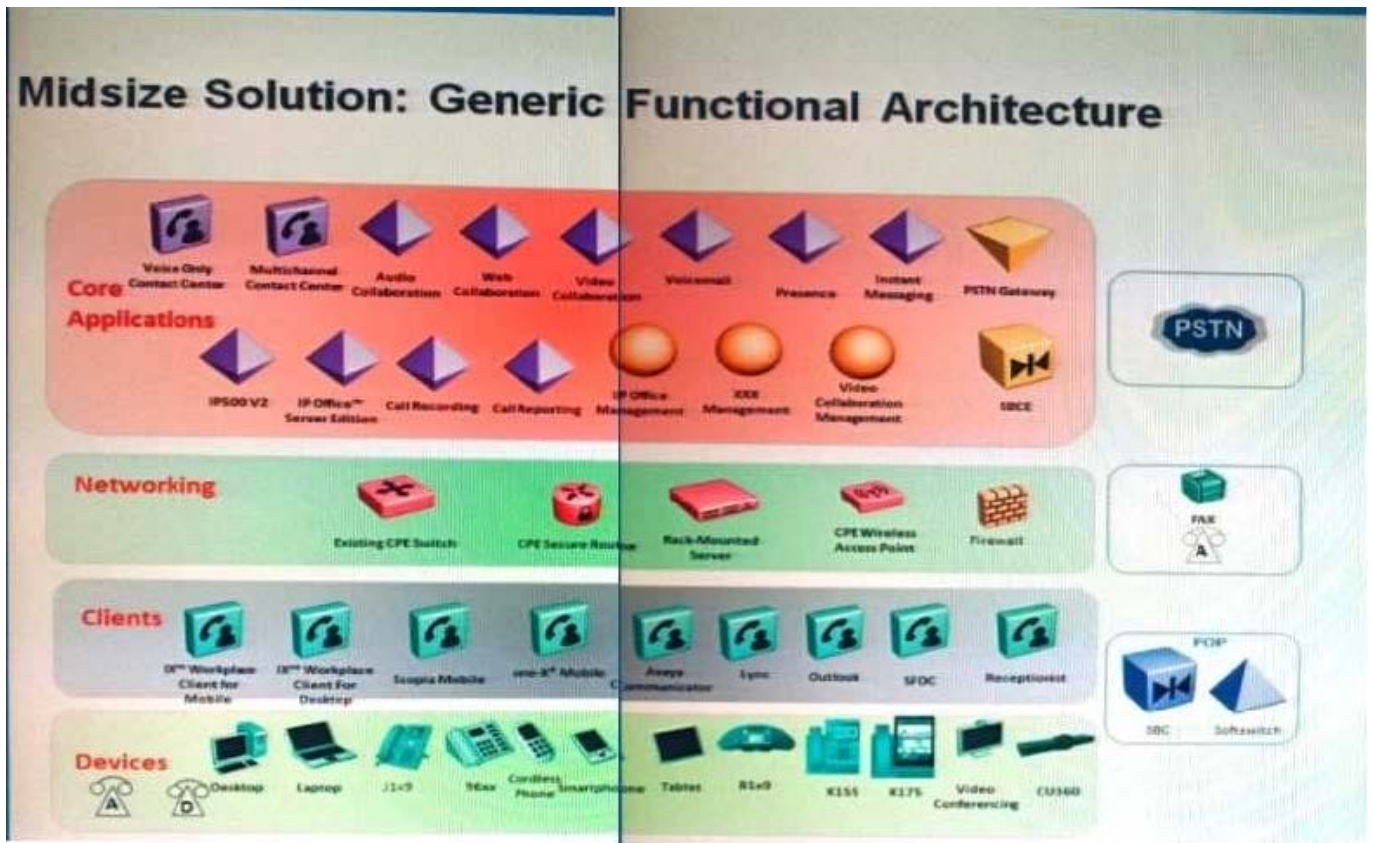 Midsize Solution: Generic Functional Architecture
Core
Applications
Voice Only
Contact Center
Multichannel
Contact Center
Audio
Collaboration
Web
Collaboration
Video
Collaboration
Voicemail
Presence
Instant
Messaging
PSTN Gateway
PSTN
IP500 V2
IP Office™
Server Edition
Call Recording
Call Reporting
IP Office
Management
XXX
Management
Video
Collaboration
Management
SBCE
Networking
Existing CPE Switch
CPE Secure Router
Rack-Mounted
Server
CPE Wireless
Access Point
Firewall
FAX
A
Clients
IX™ Workplace
Client for
Mobile
IX™ Workplace
Client For
Desktop
Scopia Mobile
one-X® Mobile
Avaya
Communicator
Lync
Outlook
SFDC
Receptionist
POP
SBC
Softswitch
Devices
A
D
Desktop
Laptop
J1x9
96xx
Cordless
Phone
Smartphone
Tablet
B1x9
K155
K175
Video
Conferencing
CU360